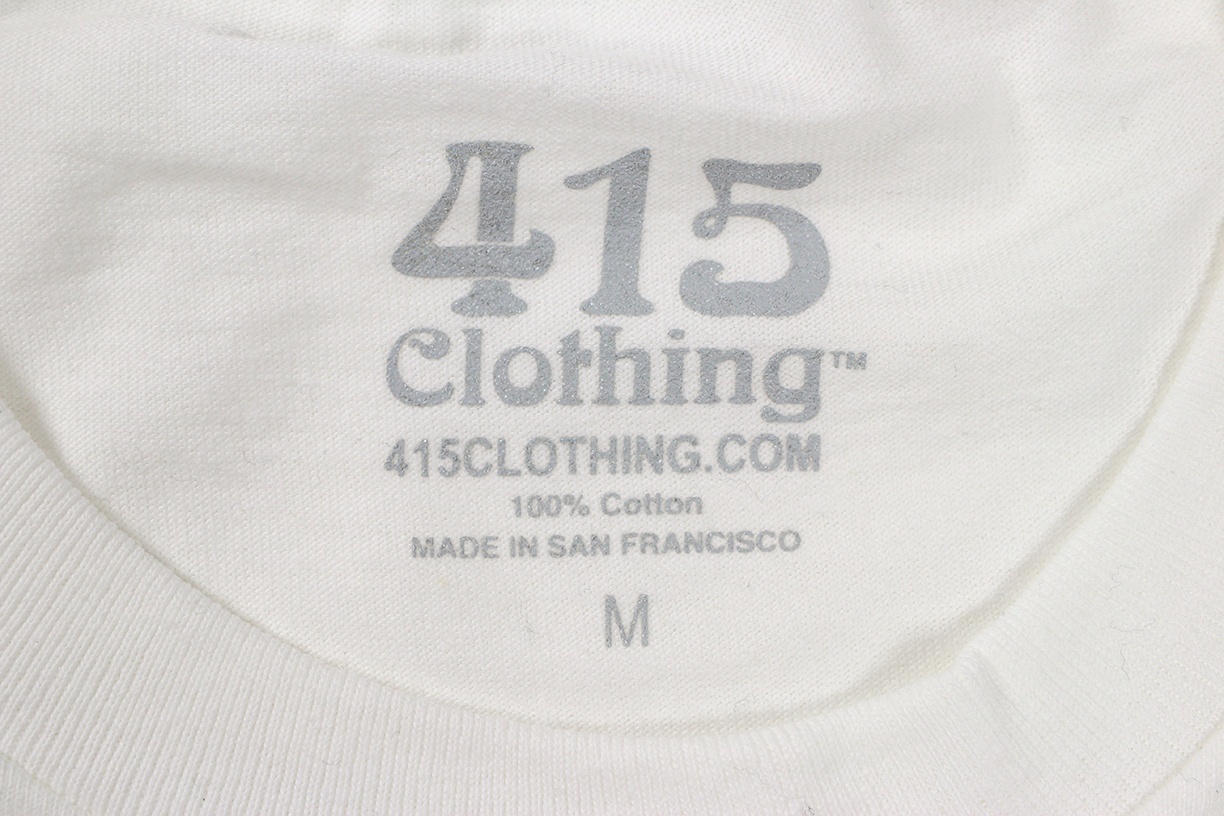 415
Clothing™
415CLOTHING.COM
100% Cotton
MADE IN SAN FRANCISCO
M